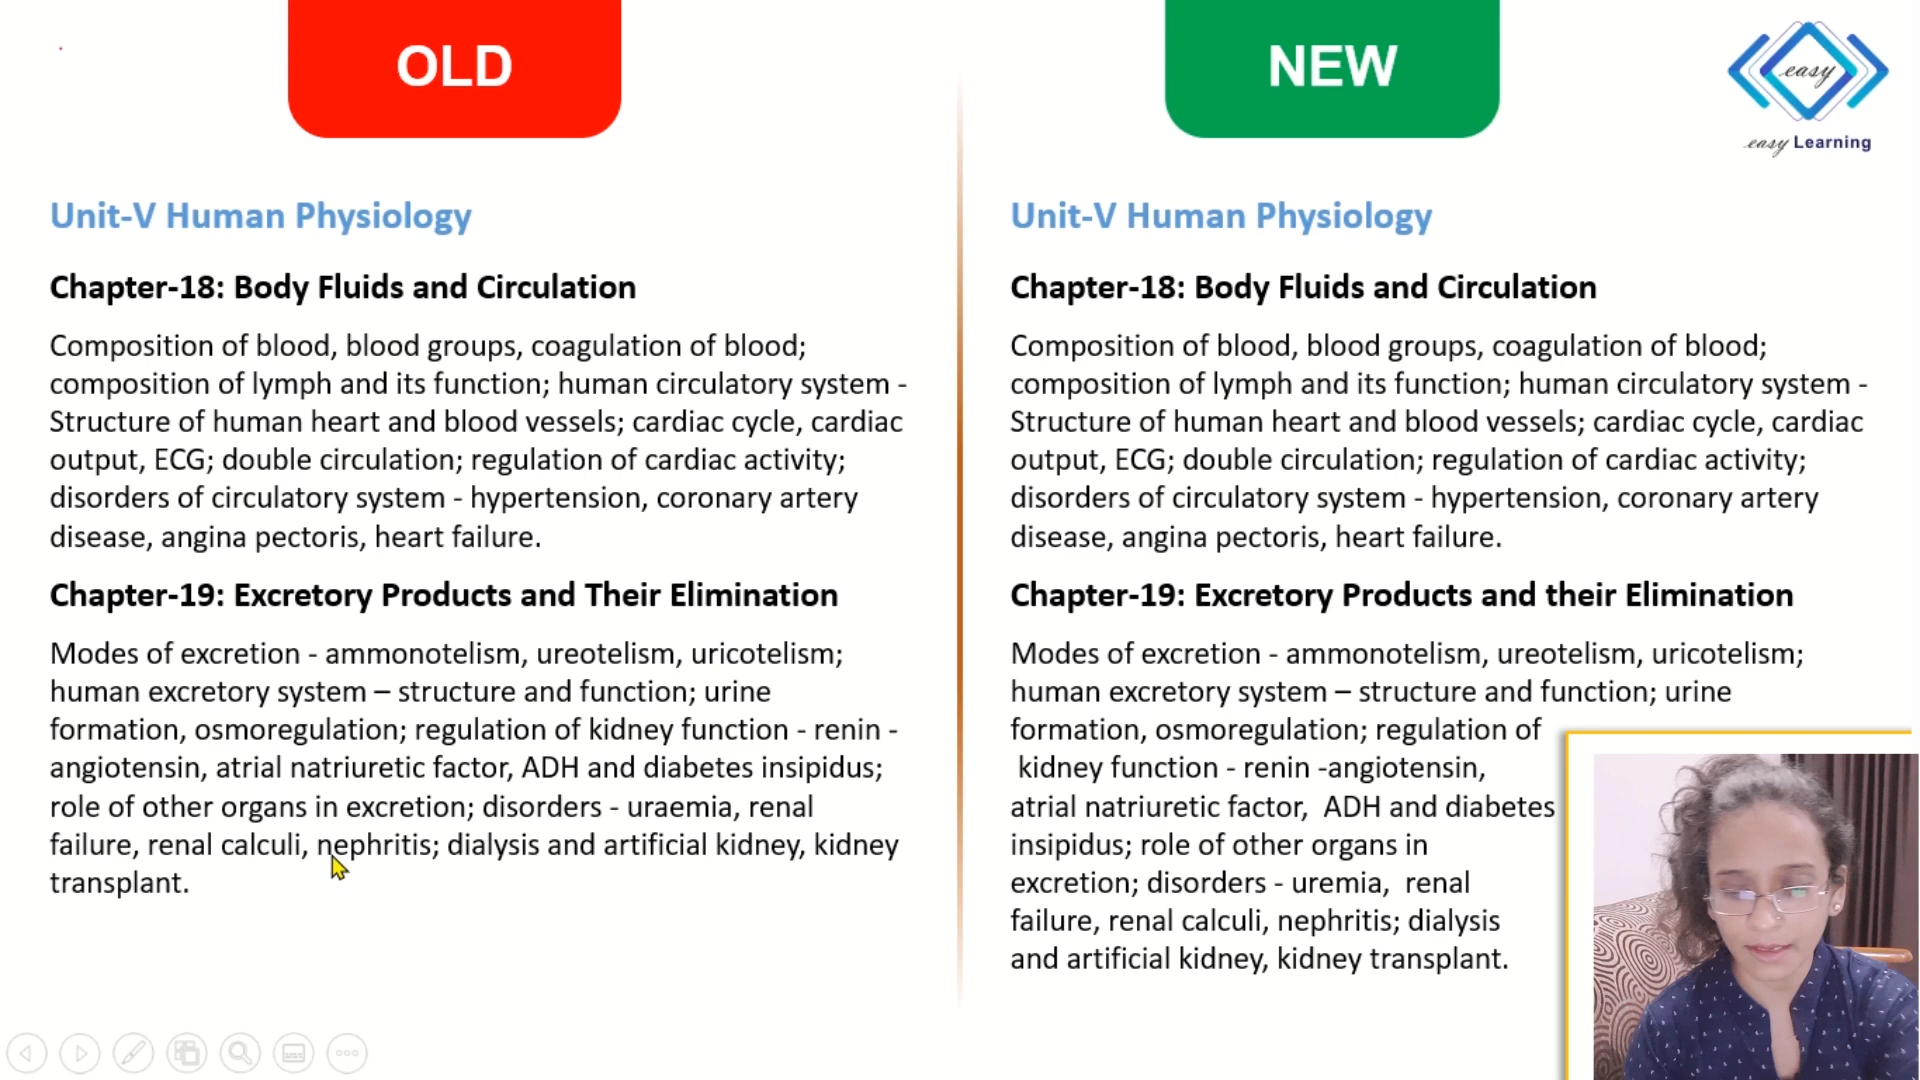 OLD
Unit-V Human Physiology
Chapter-18: Body Fluids and Circulation
Composition of blood, blood groups, coagulation of blood;
composition of lymph and its function; human circulatory system -
Structure of human heart and blood vessels; cardiac cycle, cardiac
output, ECG; double circulation; regulation of cardiac activity;
disorders of circulatory system - hypertension, coronary artery
disease, angina pectoris, heart failure.
Chapter-19: Excretory Products and Their Elimination
Modes of excretion - ammonotelism, ureotelism, uricotelism;
human excretory system – structure and function; urine
formation, osmoregulation; regulation of kidney function - renin -
angiotensin, atrial natriuretic factor, ADH and diabetes insipidus;
role of other organs in excretion; disorders - uraemia, renal
failure, renal calculi, nephritis; dialysis and artificial kidney, kidney
transplant.
NEW
Unit-V Human Physiology
Chapter-18: Body Fluids and Circulation
Composition of blood, blood groups, coagulation of blood;
composition of lymph and its function; human circulatory system -
Structure of human heart and blood vessels; cardiac cycle, cardiac
output, ECG; double circulation; regulation of cardiac activity;
disorders of circulatory system - hypertension, coronary artery
disease, angina pectoris, heart failure.
Chapter-19: Excretory Products and their Elimination
Modes of excretion - ammonotelism, ureotelism, uricotelism;
human excretory system – structure and function; urine
formation, osmoregulation; regulation of
kidney function - renin -angiotensin,
atrial natriuretic factor, ADH and diabetes
insipidus; role of other organs in
excretion; disorders - uremia, renal
failure, renal calculi, nephritis; dialysis
and artificial kidney, kidney transplant.
easy
easy Learning